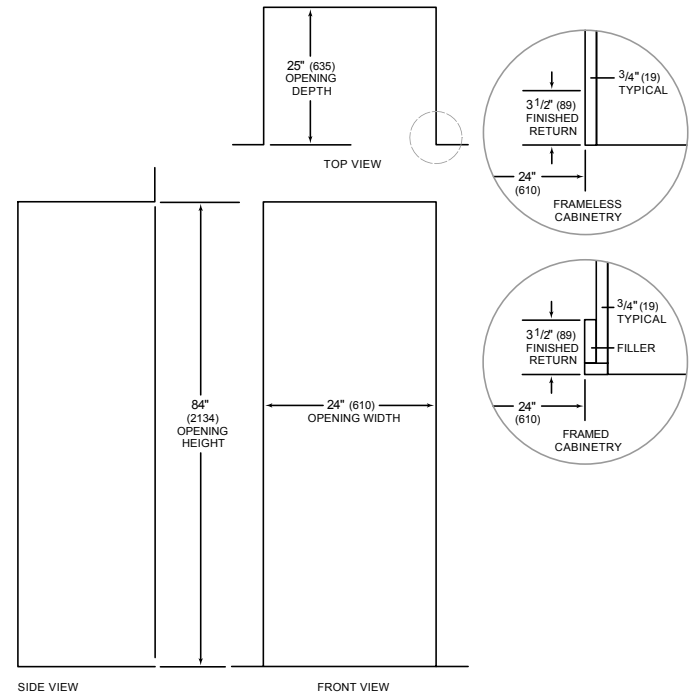 25" (635)
OPENING
DEPTH
TOP VIEW
3/4" (19)
TYPICAL
3 1/2" (89)
FINISHED
RETURN
24"
(610)
FRAMELESS
CABINETRY
3/4" (19)
TYPICAL
3 1/2" (89)
FINISHED
RETURN
FILLER
24"
(610)
FRAMED
CABINETRY
84"
(2134)
OPENING
HEIGHT
24" (610)
OPENING WIDTH
SIDE VIEW
FRONT VIEW